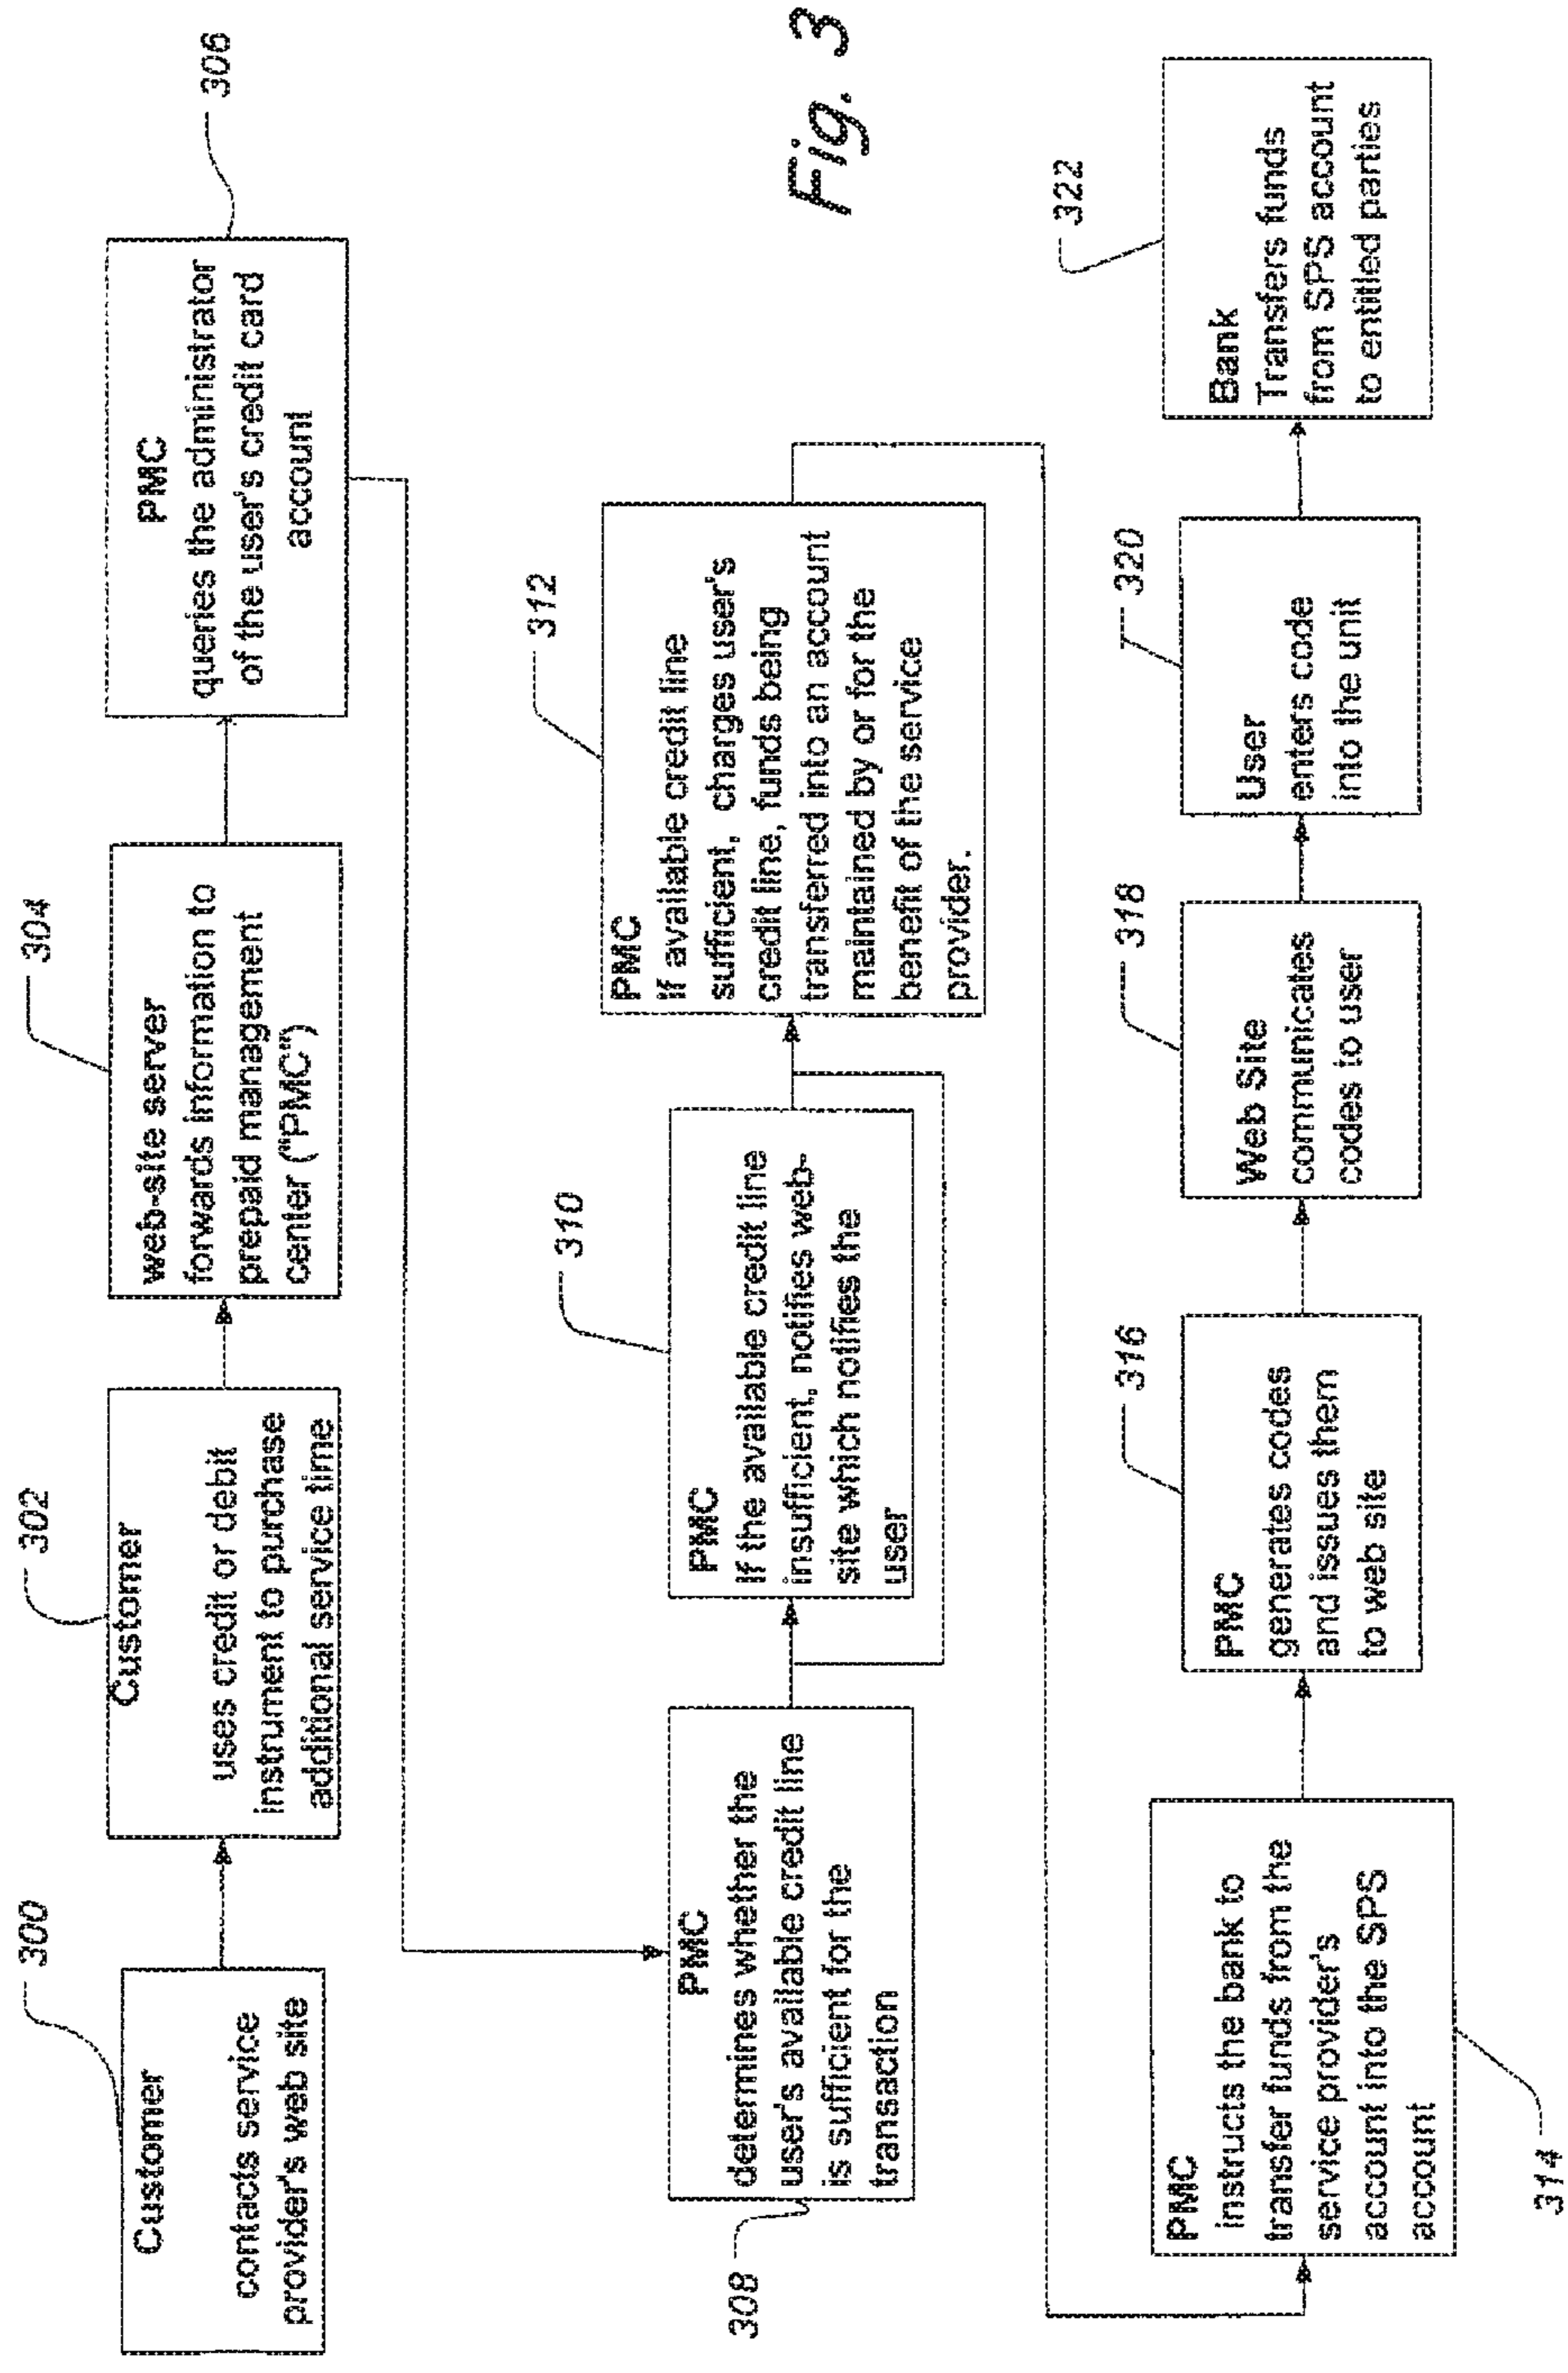 300
Customer
contacts service
provider's web site
302
Customer
uses credit or debit
instrument to purchase
additional service time
304
web-site server
forwards information to
prepaid management
center ("PMC")
306
PMC
queries the administrator
of the user's credit card
account
308
PMC
determines whether the
user's available credit line
is sufficient for the
transaction
310
PMC
If the available credit line
insufficient, notifies web-
site which notifies the
user
312
PMC
If available credit line
sufficient, charges user's
credit line, funds being
transferred into an account
maintained by or for the
benefit of the service
provider.
Fig. 3
314
PMC
instructs the bank to
transfer funds from the
service provider's
account into the SPS
account
316
PMC
generates codes
and issues them
to web site
318
Web Site
communicates
codes to user
320
User
enters code
into the unit
322
Bank
Transfers funds
from SPS account
to entitled parties